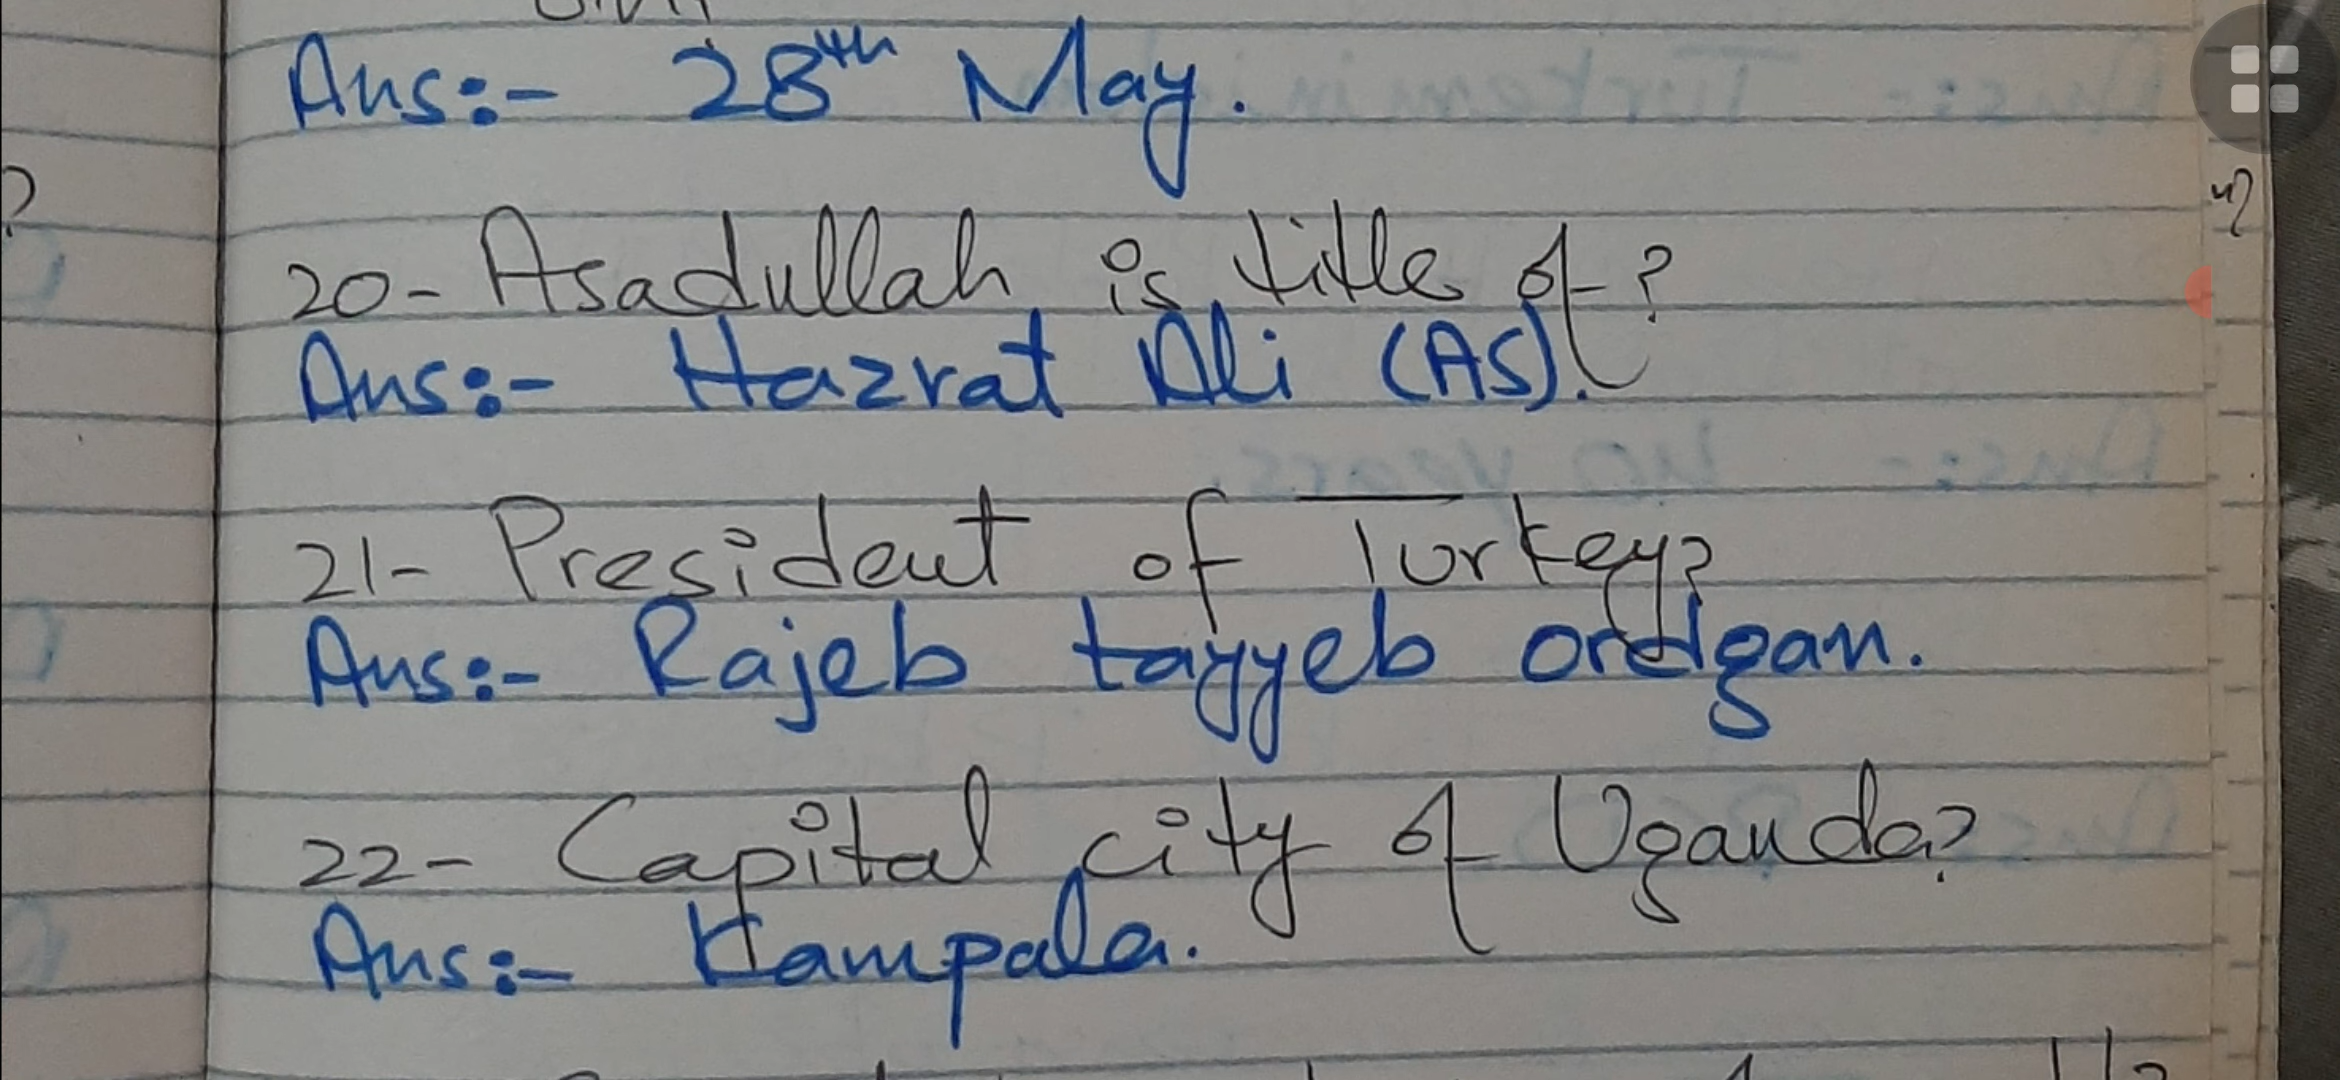 Ans:- 28th May.
20- Asadullah is title of?
Ans:- Hazrat Ali (AS).
21- President of Turkey?
Ans:- Rajeb tayyeb ordgan.
22- Capital city of Uganda?
Ans:- Kampala.